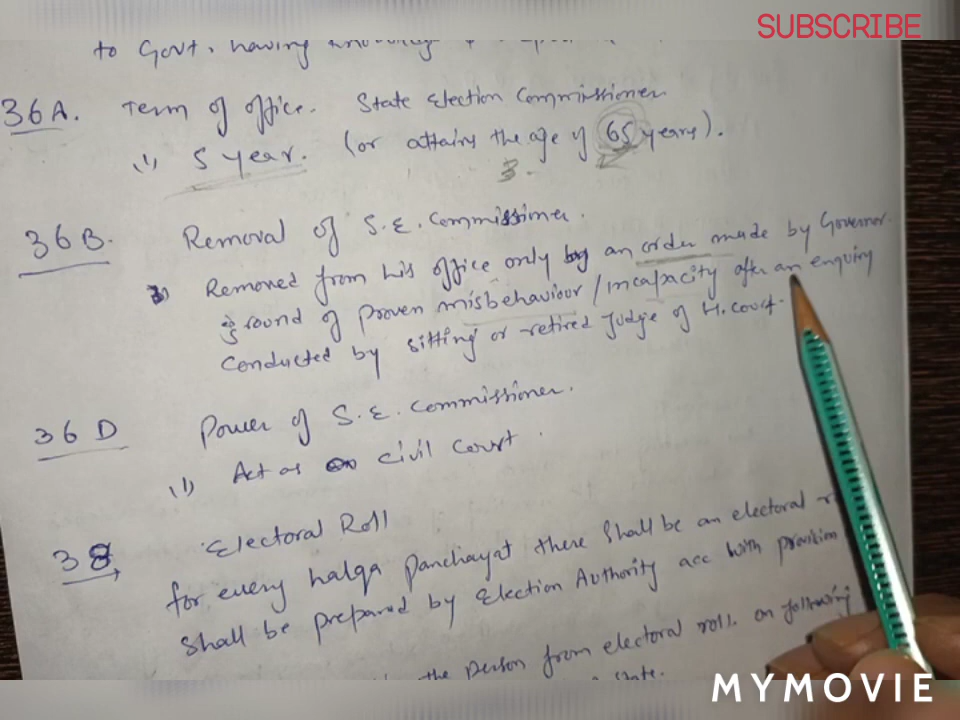 SUBSCRIBE
to Govt, having
36A. Term of office. State Election Commissioner
(1) 5 year. (or attains the age of 65 years).
3.
36B. Removal of S.E. Commissioner.
Removed from his office only by an order made by Governor.
ground of proven misbehaviour / incapacity after an enquiry
conducted by sitting or retired Judge of H. Court.
36 D Power of S.E. Commissioner.
(1) Act as civil Court.
38 Electoral Roll
for every halqa panchayat there shall be an electoral
shall be prepared by Election Authority acc with provision
the person from electoral roll on following
state.
MYMOVIE